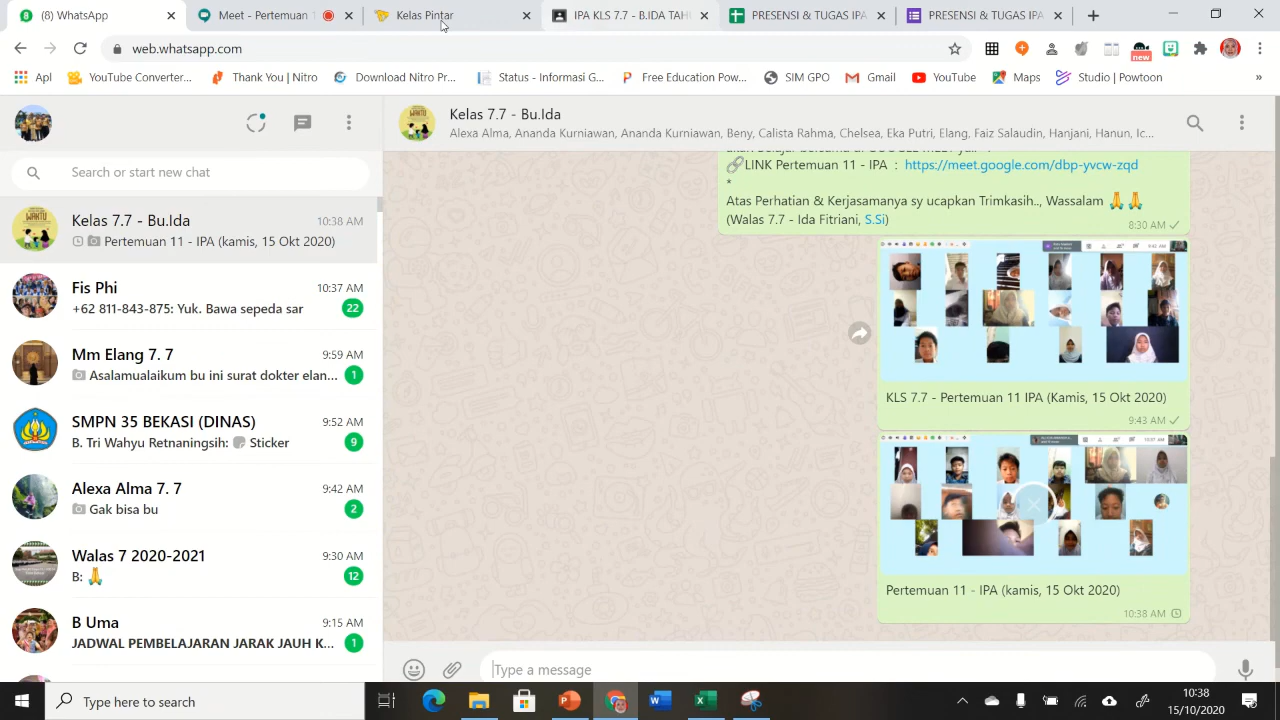 (8) WhatsApp
Meet - Pertemuan
Kelas Pintar
IPA KLS 7.7 - BEDA TAH
PRESENSI & TUGAS IPA
PRESENSI & TUGAS IPA
web.whatsapp.com
new
Apl
YouTube Converter...
Thank You | Nitro
Download Nitro Pr...
Status - Informasi G...
Free Education Pow...
SIM GPO
Gmail
YouTube
Maps
Studio | Powtoon
»
Search or start new chat
Kelas 7.7 - Bu.Ida
10:38 AM
Pertemuan 11 - IPA (kamis, 15 Okt 2020)
Fis Phi
10:37 AM
+62 811-843-875: Yuk. Bawa sepeda sar
22
Mm Elang 7. 7
9:59 AM
Asalamualaikum bu ini surat dokter elan...
1
SMPN 35 BEKASI (DINAS)
9:52 AM
B. Tri Wahyu Retnaningsih: Sticker
9
Alexa Alma 7. 7
9:42 AM
Gak bisa bu
2
Walas 7 2020-2021
9:30 AM
B: 🙏
12
B Uma
9:15 AM
JADWAL PEMBELAJARAN JARAK JAUH K...
1
Kelas 7.7 - Bu.Ida
Alexa Alma, Ananda Kurniawan, Ananda Kurniawan, Beny, Calista Rahma, Chelsea, Eka Putri, Elang, Faiz Salaudin, Hanjani, Hanun, Ic...
🔗LINK Pertemuan 11 - IPA : https://meet.google.com/dbp-yvcw-zqd
*
Atas Perhatian & Kerjasamanya sy ucapkan Trimkasih.., Wassalam 🙏🙏
(Walas 7.7 - Ida Fitriani, S.Si)
8:30 AM
9:42 AM
KLS 7.7 - Pertemuan 11 IPA (Kamis, 15 Okt 2020)
9:43 AM
10:37 AM
Pertemuan 11 - IPA (kamis, 15 Okt 2020)
10:38 AM
Type a message
Type here to search
10:38
15/10/2020